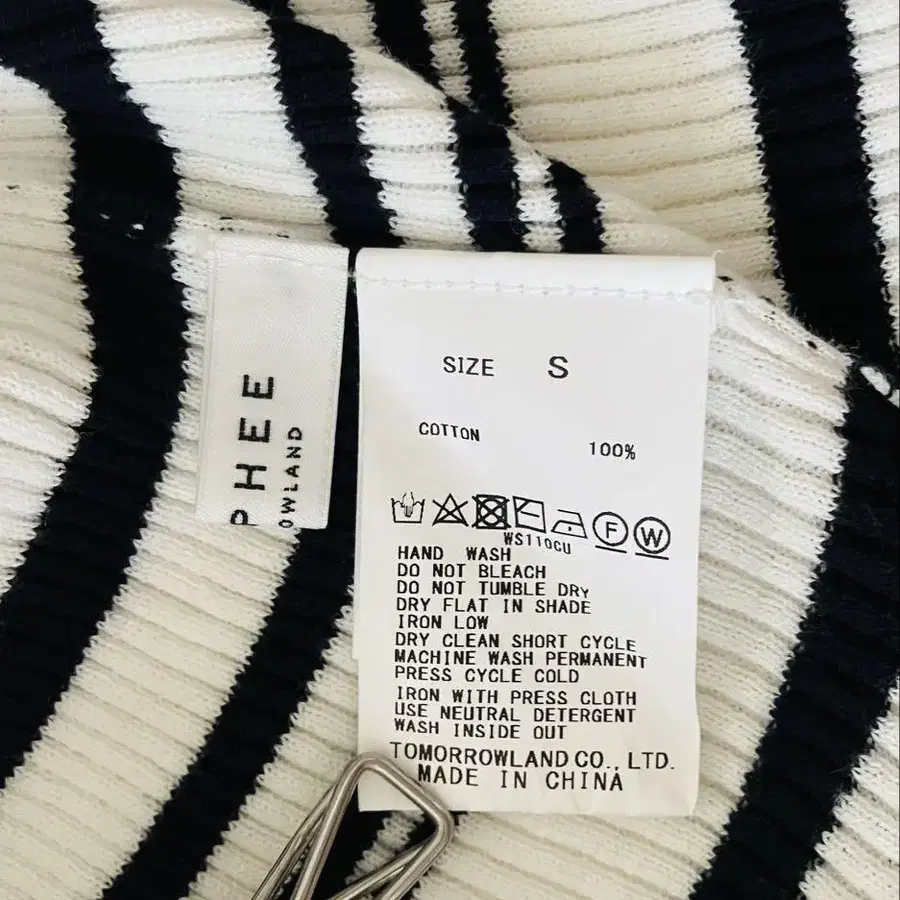 PHEE
OWLAND
SIZE S
COTTON
100%
F W
WS110CU
HAND WASH
DO NOT BLEACH
DO NOT TUMBLE DRY
DRY FLAT IN SHADE
IRON LOW
DRY CLEAN SHORT CYCLE
MACHINE WASH PERMANENT
PRESS CYCLE COLD
IRON WITH PRESS CLOTH
USE NEUTRAL DETERGENT
WASH INSIDE OUT
TOMORROWLAND CO., LTD.
MADE IN CHINA